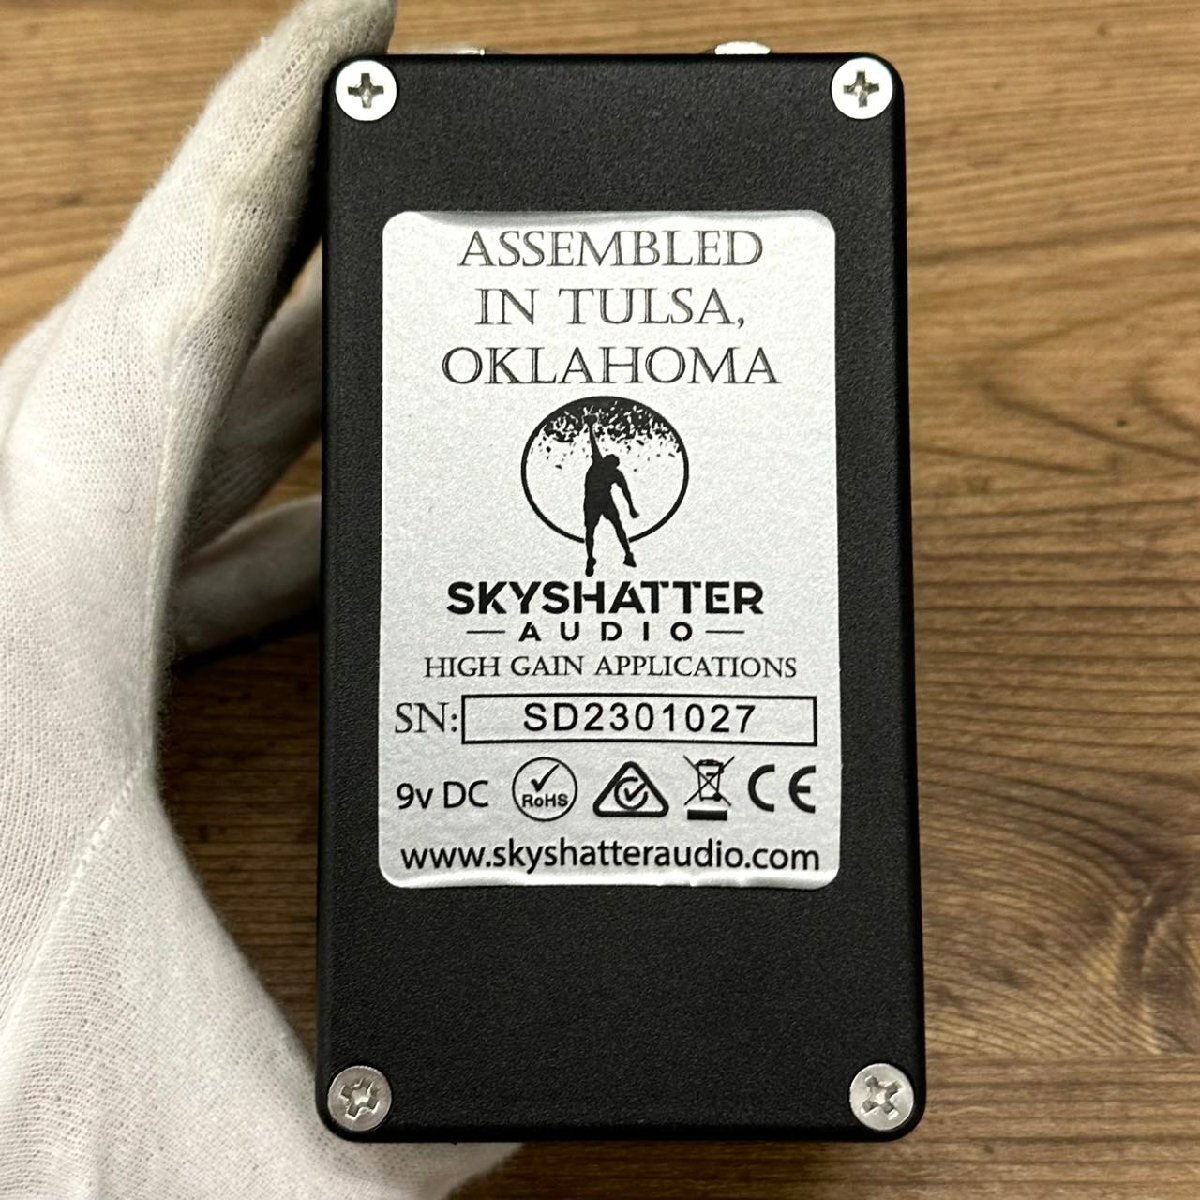 ASSEMBLED
IN TULSA,
OKLAHOMA
SKYSHATTER
AUDIO
HIGH GAIN APPLICATIONS
SN: SD2301027
9v DC RoHS CE
www.skyshatteraudio.com